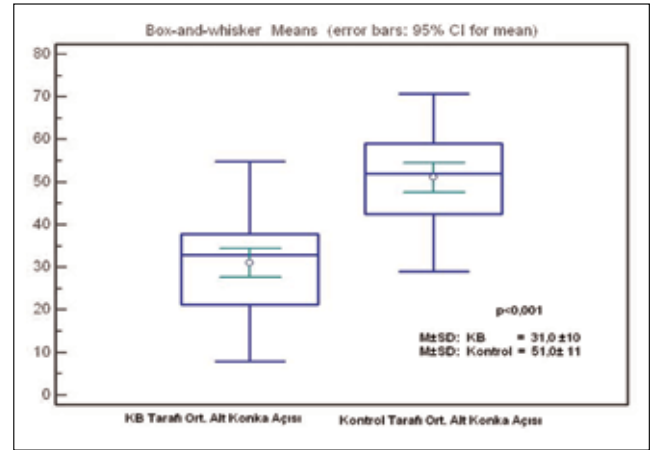 Box-and-whisker Means (error bars: 95% CI for mean)
80
70
60
50
40
30
20
10
0
p<0,001
M±SD: KB = 31,0 ±10
M±SD: Kontrol = 51,0± 11
KB Tarafı Ort. Alt Konka Açısı Kontrol Tarafı Ort. Alt Konka Açısı